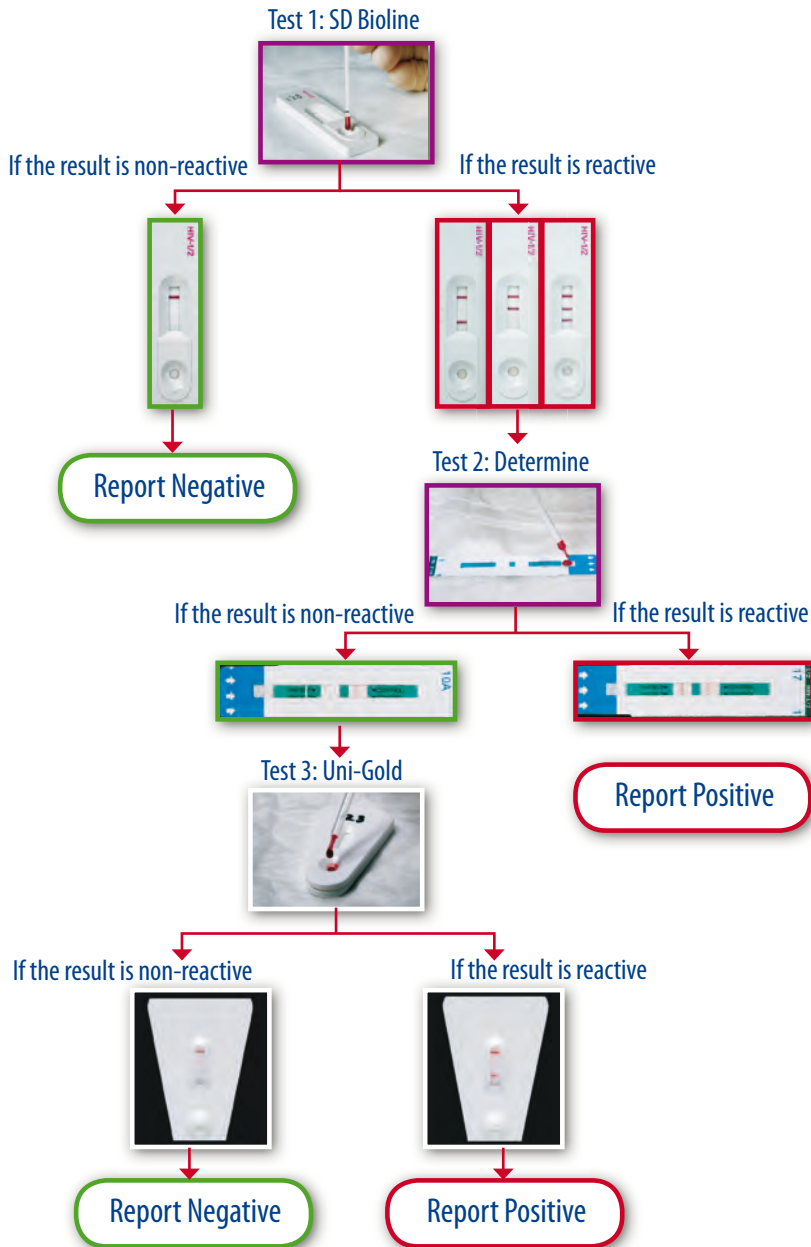 Test 1: SD Bioline
If the result is non-reactive
If the result is reactive
HIV-1/2
HIV-1/2
HIV-1/2
HIV-1/2
Report Negative
Test 2: Determine
If the result is non-reactive
If the result is reactive
10A
17
Report Positive
Test 3: Uni-Gold
23
If the result is non-reactive
If the result is reactive
Report Negative
Report Positive